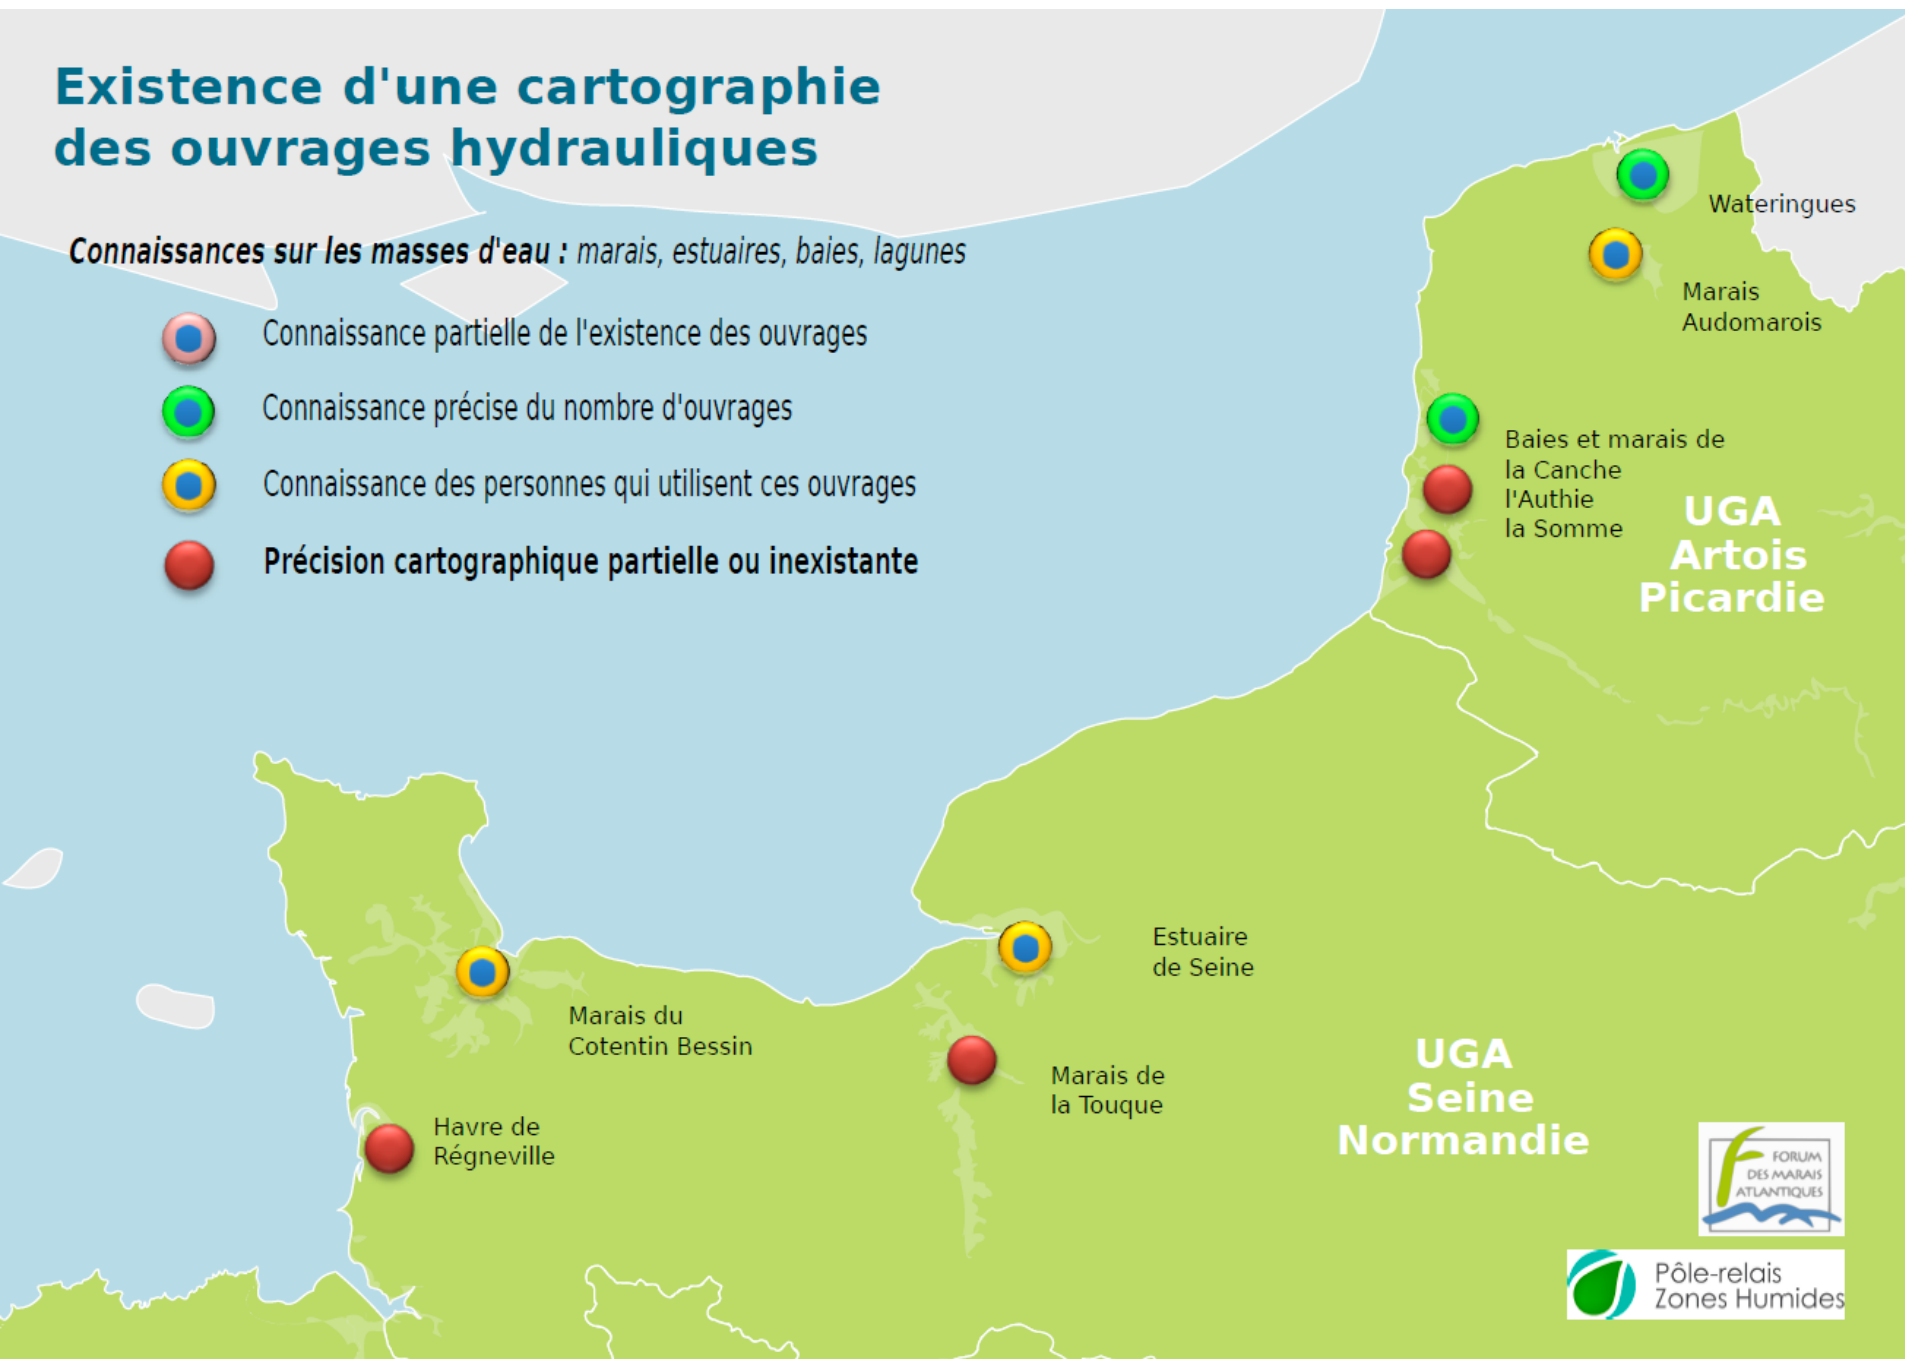 Existence d'une cartographie
des ouvrages hydrauliques
Connaissances sur les masses d'eau : marais, estuaires, baies, lagunes
Connaissance partielle de l'existence des ouvrages
Connaissance précise du nombre d'ouvrages
Connaissance des personnes qui utilisent ces ouvrages
Précision cartographique partielle ou inexistante
Wateringues
Marais
Audomarois
Baies et marais de
la Canche
l'Authie
la Somme
UGA
Artois
Picardie
Estuaire
de Seine
Marais du
Cotentin Bessin
Marais de
la Touque
Havre de
Régneville
UGA
Seine
Normandie
FORUM
DES MARAIS
ATLANTIQUES
Pôle-relais
Zones Humides